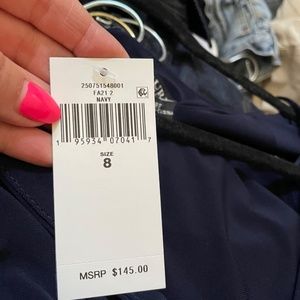 250751548001
FA21 2
NAVY
1 95934 07041 7
SIZE
8
MSRP $145.00